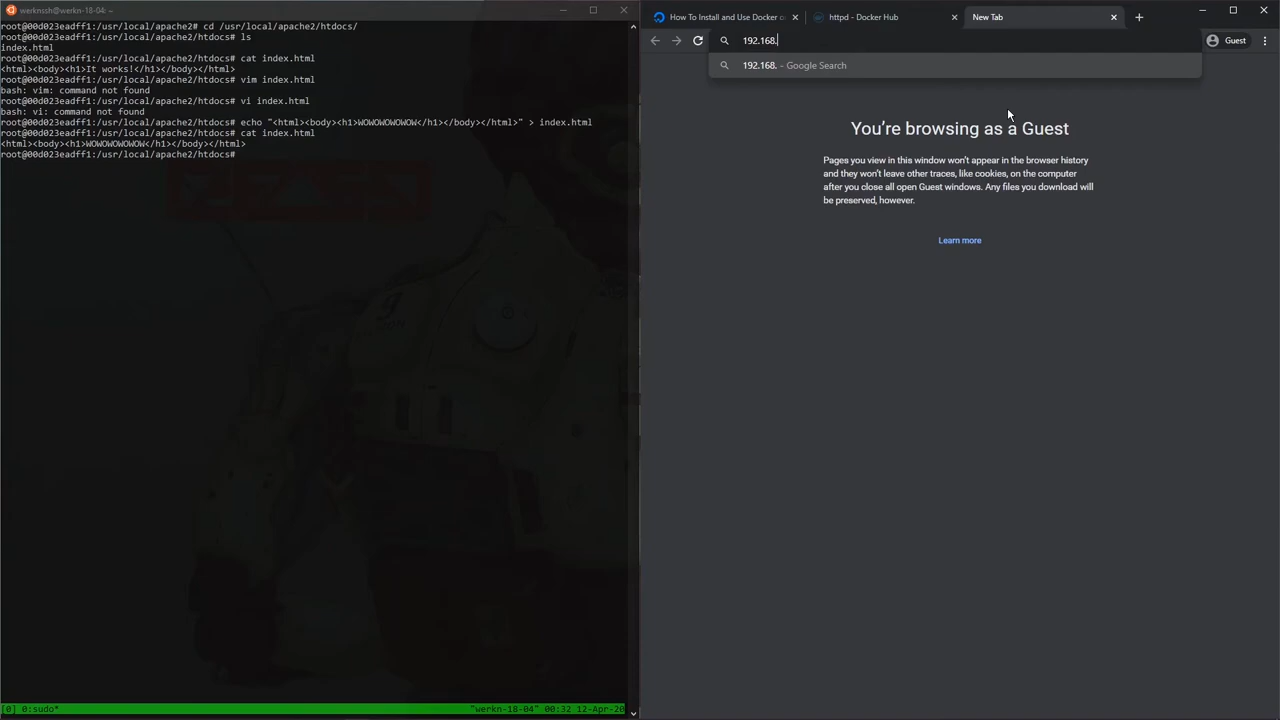 werknssh@werkn-18-04: ~
root@00d023eadff1:/usr/local/apache2# cd /usr/local/apache2/htdocs/
root@00d023eadff1:/usr/local/apache2/htdocs# ls
index.html
root@00d023eadff1:/usr/local/apache2/htdocs# cat index.html
<html><body><h1>It works!</h1></body></html>
root@00d023eadff1:/usr/local/apache2/htdocs# vim index.html
bash: vim: command not found
root@00d023eadff1:/usr/local/apache2/htdocs# vi index.html
bash: vi: command not found
root@00d023eadff1:/usr/local/apache2/htdocs# echo "<html><body><h1>WOWOWOWOWOW</h1></body></html>" > index.html
root@00d023eadff1:/usr/local/apache2/htdocs# cat index.html
<html><body><h1>WOWOWOWOWOW</h1></body></html>
root@00d023eadff1:/usr/local/apache2/htdocs#
[0] 0:sudo* "werkn-18-04" 00:32 12-Apr-20
How To Install and Use Docker o
httpd - Docker Hub
New Tab
192.168.
Guest
192.168. - Google Search
You're browsing as a Guest
Pages you view in this window won't appear in the browser history
and they won't leave other traces, like cookies, on the computer
after you close all open Guest windows. Any files you download will
be preserved, however.
Learn more